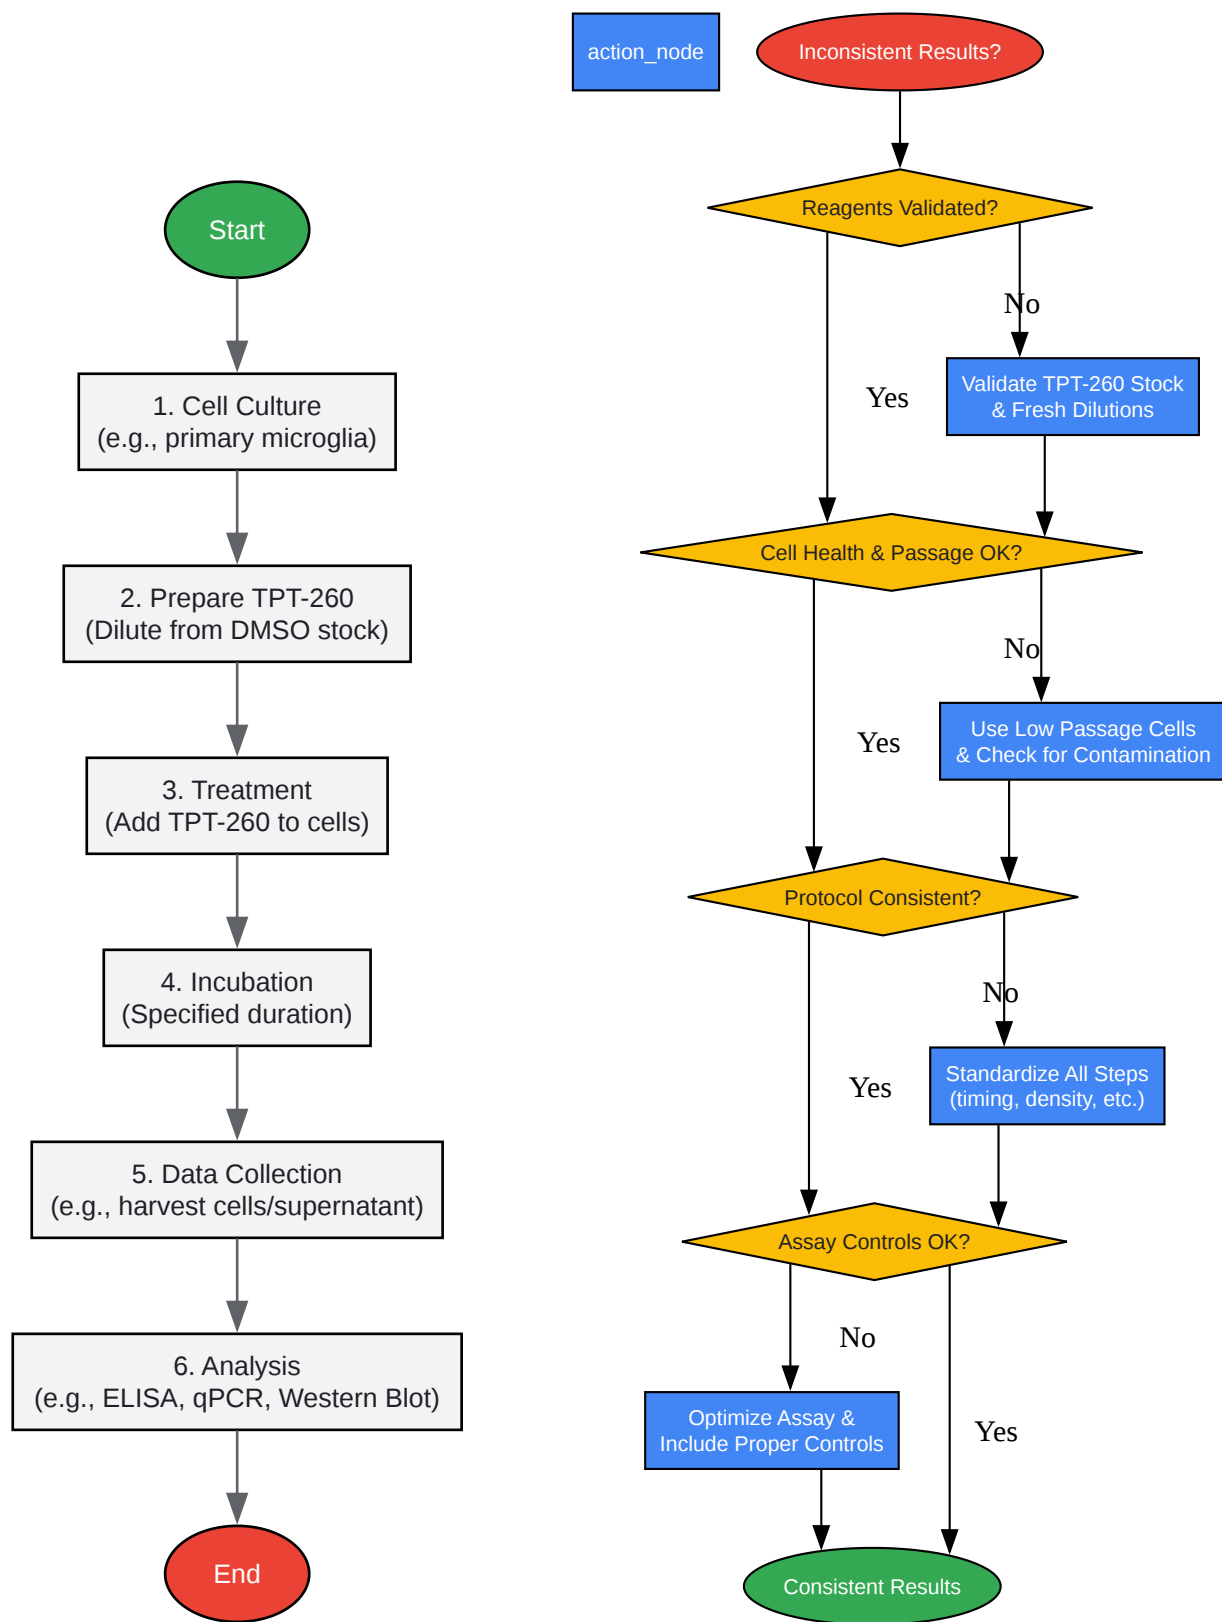 Start
1. Cell Culture
(e.g., primary microglia)
2. Prepare TPT-260
(Dilute from DMSO stock)
3. Treatment
(Add TPT-260 to cells)
4. Incubation
(Specified duration)
5. Data Collection
(e.g., harvest cells/supernatant)
6. Analysis
(e.g., ELISA, qPCR, Western Blot)
End
action_node
Inconsistent Results?
Reagents Validated?
No
Yes
Validate TPT-260 Stock
& Fresh Dilutions
Cell Health & Passage OK?
No
Yes
Use Low Passage Cells
& Check for Contamination
Protocol Consistent?
No
Yes
Standardize All Steps
(timing, density, etc.)
Assay Controls OK?
No
Yes
Optimize Assay &
Include Proper Controls
Consistent Results